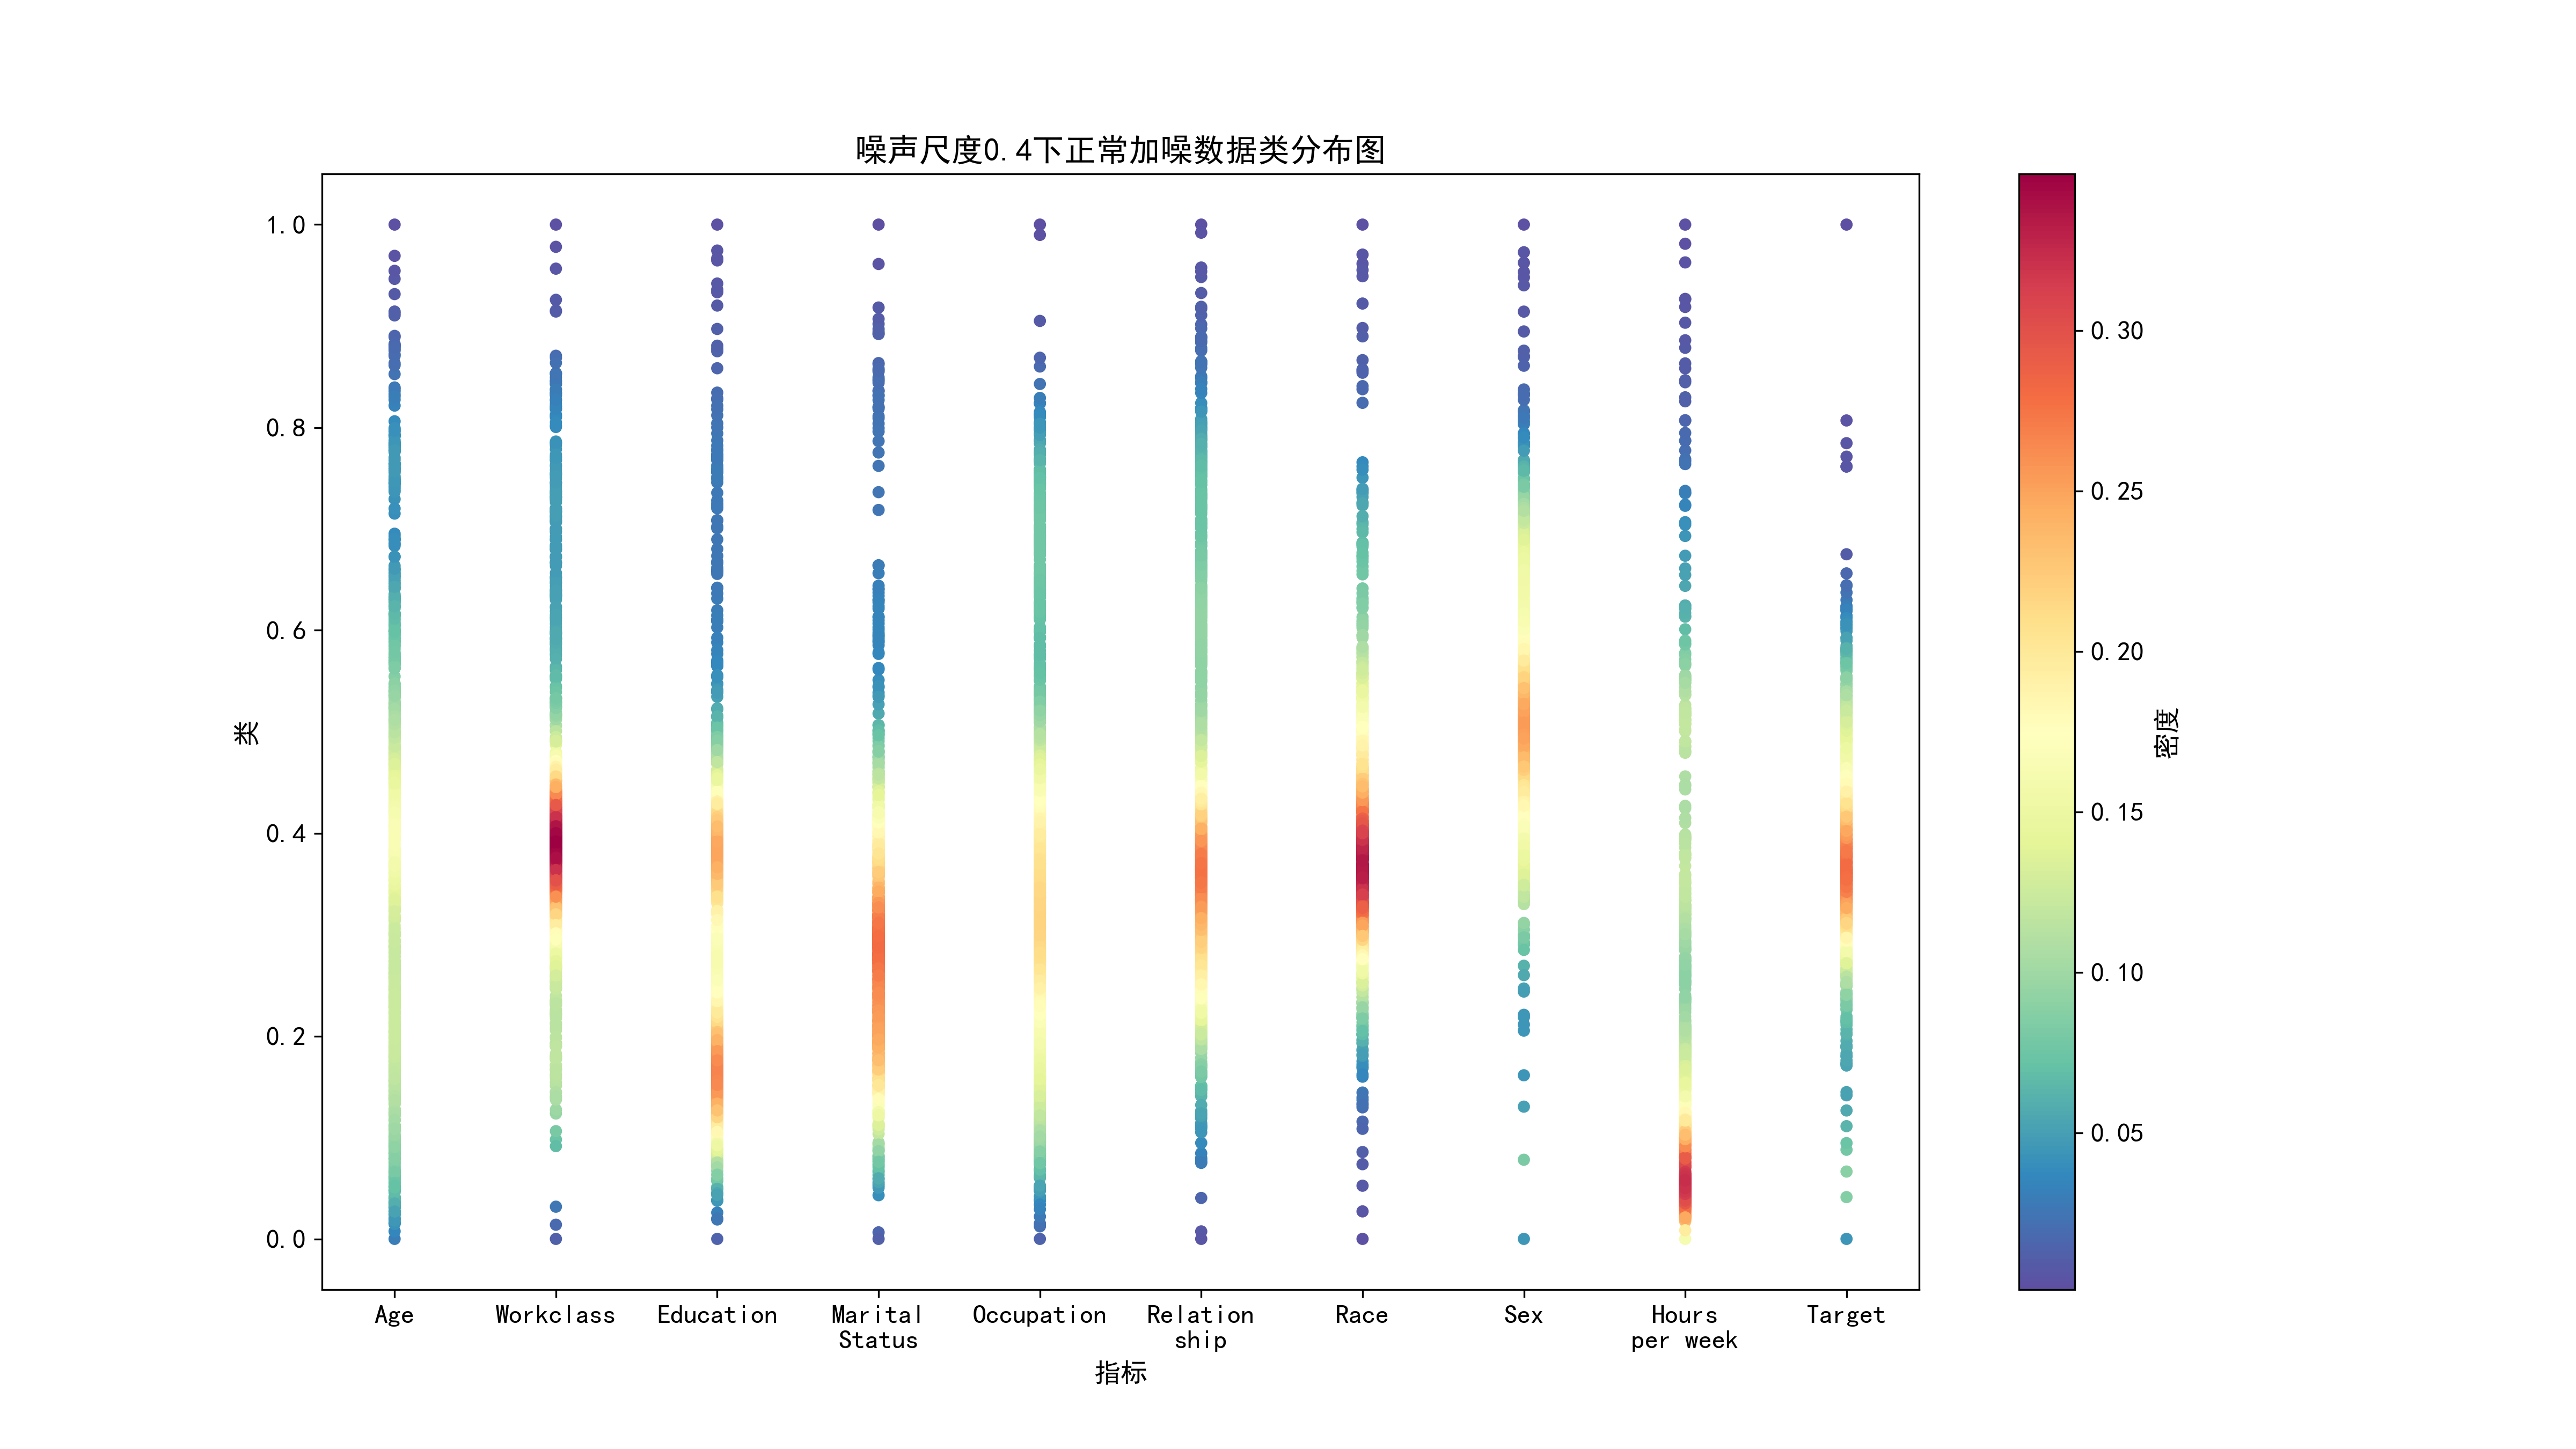 噪声尺度0.4下正常加噪数据类分布图
1.0
0.8
0.6
0.4
0.2
0.0
类
Age
Workclass
Education
Marital
Status
Occupation
Relation
ship
Race
Sex
Hours
per week
Target
指标
0.30
0.25
0.20
0.15
0.10
0.05
密度